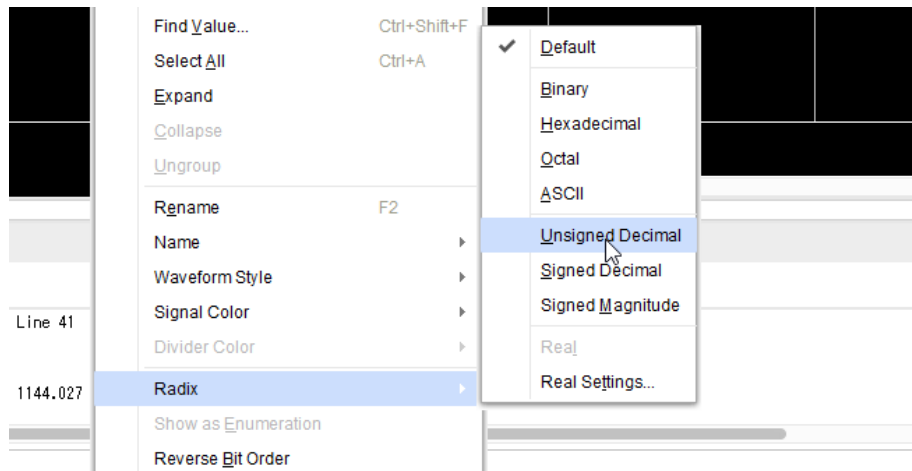 Find Value... Ctrl+Shift+F
Select All Ctrl+A
Expand
Collapse
Ungroup
Rename F2
Name
Waveform Style
Signal Color
Divider Color
Radix
Show as Enumeration
Reverse Bit Order
Default
Binary
Hexadecimal
Octal
ASCII
Unsigned Decimal
Signed Decimal
Signed Magnitude
Real
Real Settings...
Line 41
1144.027